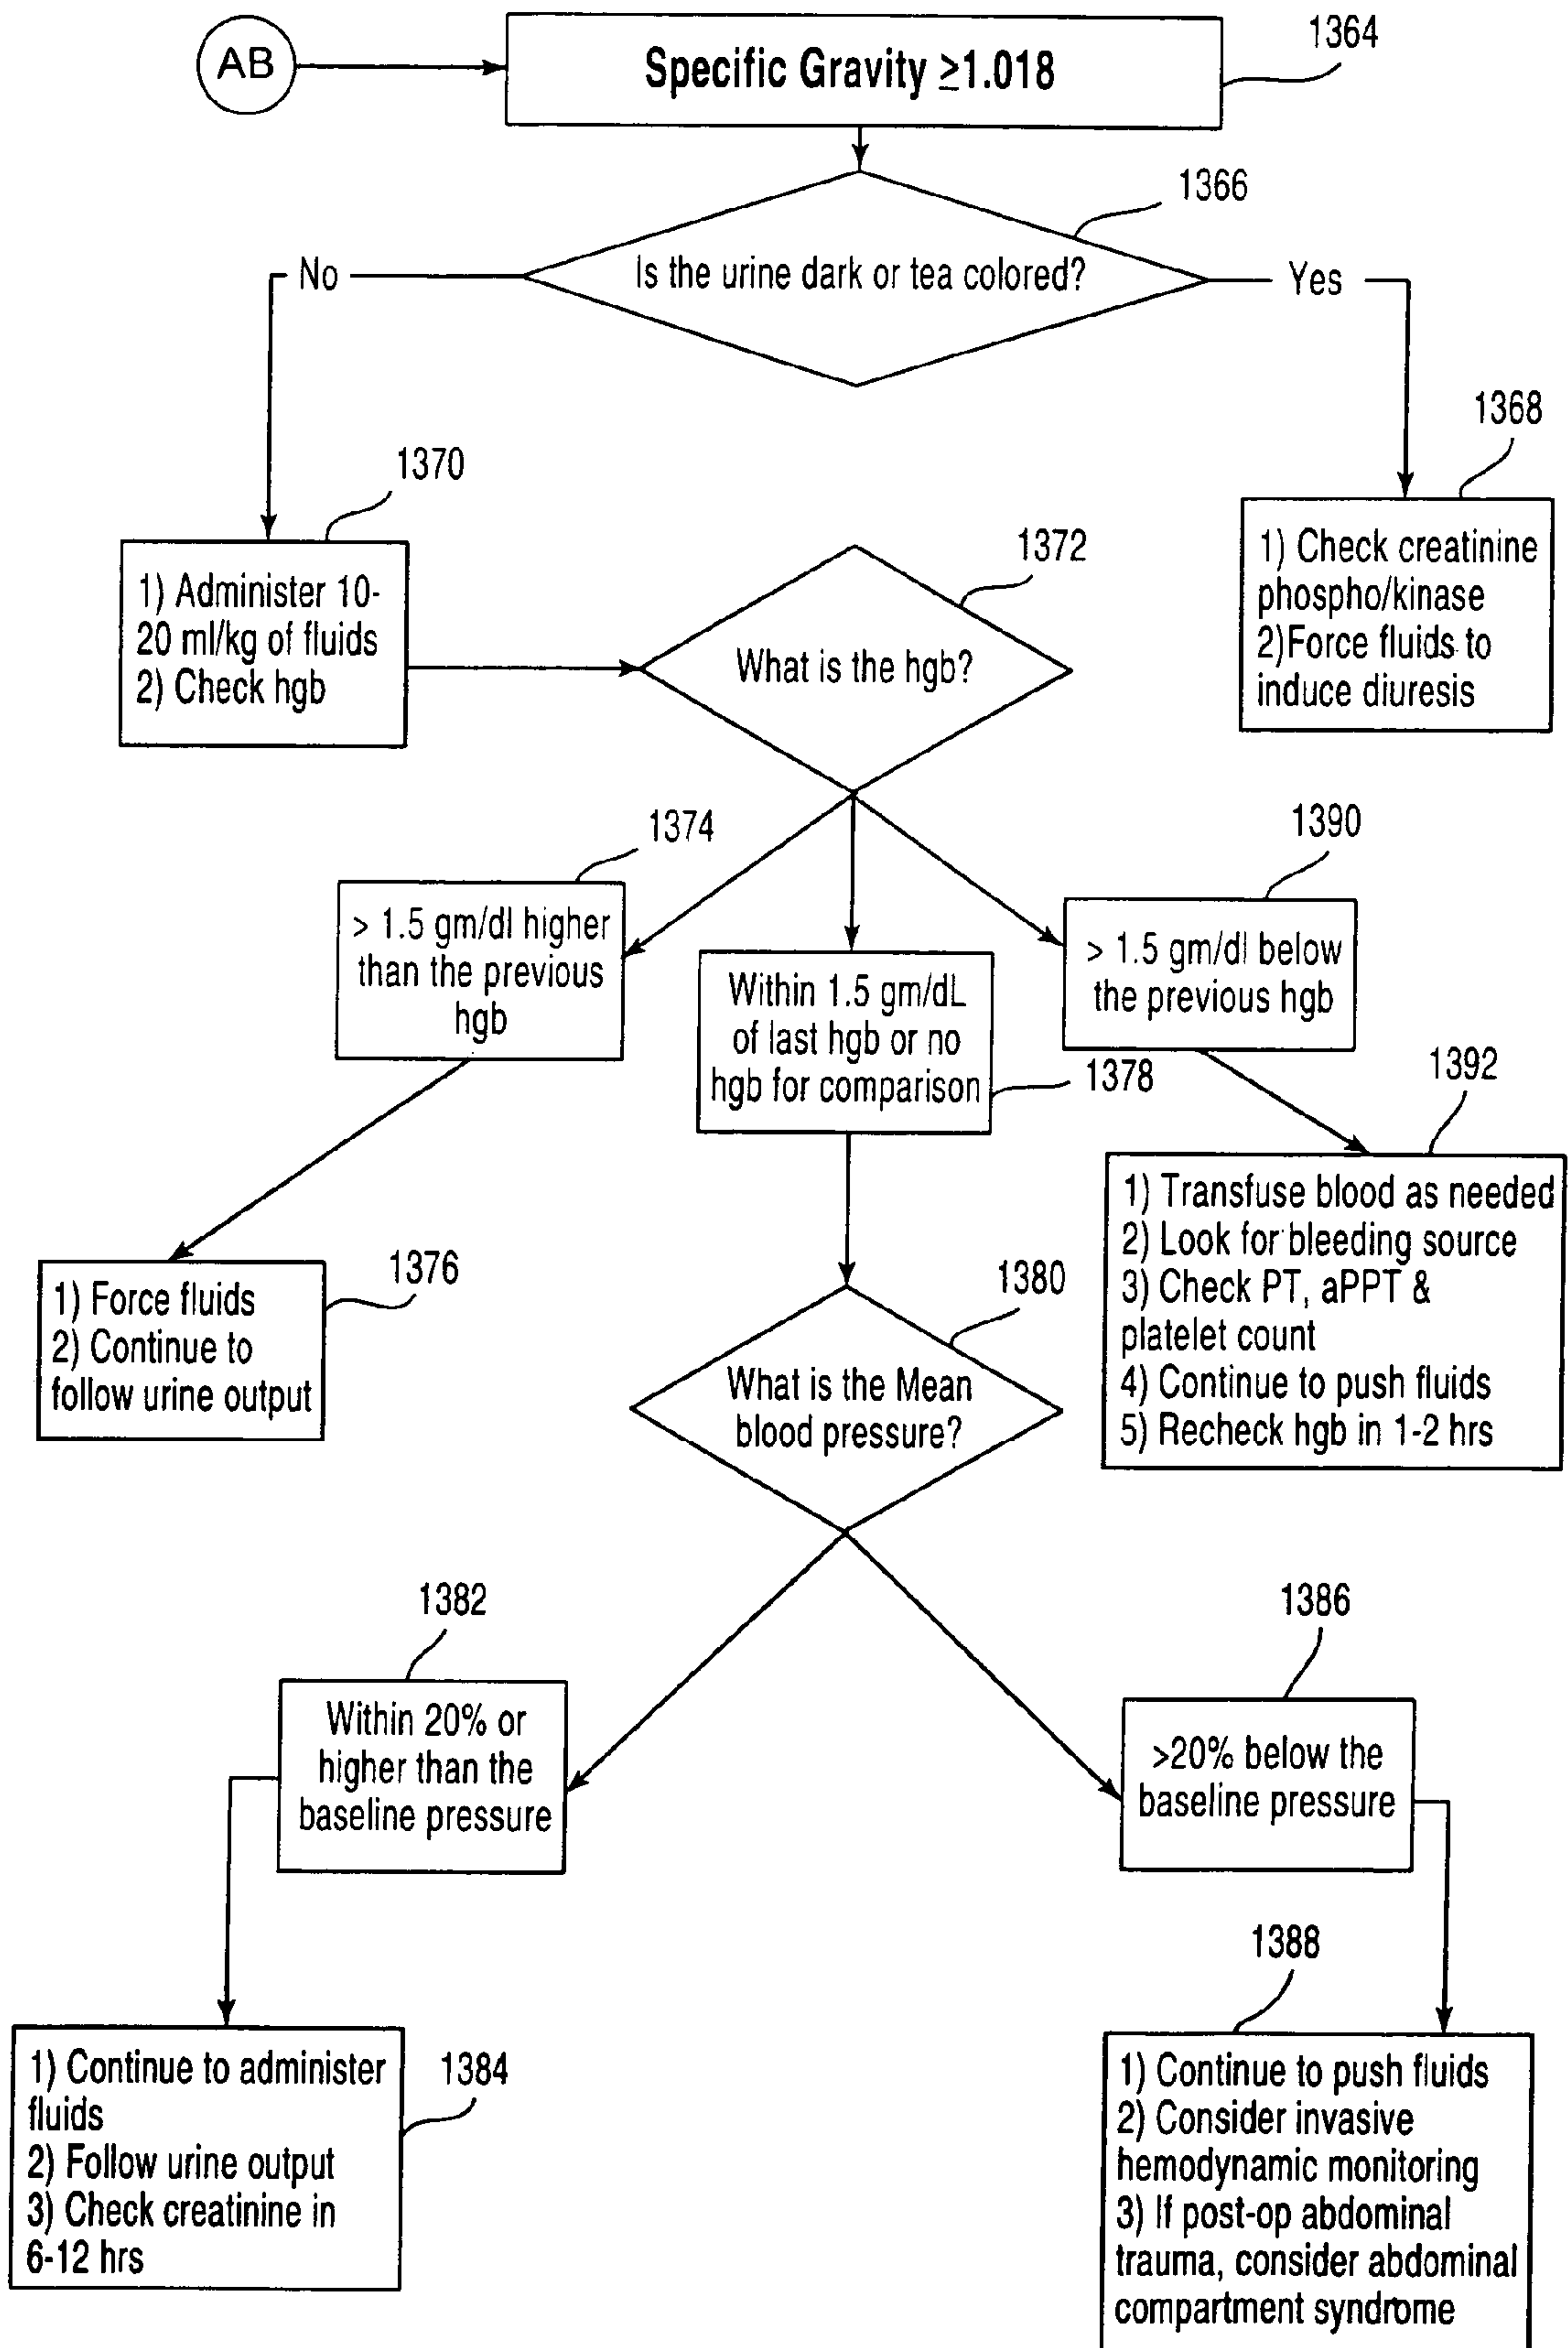 AB
Specific Gravity ≥1.018
1364
1366
Is the urine dark or tea colored?
No
Yes
1368
1) Check creatinine
phospho/kinase
2)Force fluids to
induce diuresis
1370
1) Administer 10-
20 ml/kg of fluids
2) Check hgb
1372
What is the hgb?
1374
> 1.5 gm/dl higher
than the previous
hgb
1390
> 1.5 gm/dl below
the previous hgb
Within 1.5 gm/dL
of last hgb or no
hgb for comparison
1378
1392
1) Transfuse blood as needed
2) Look for bleeding source
3) Check PT, aPPT &
platelet count
4) Continue to push fluids
5) Recheck hgb in 1-2 hrs
1376
1) Force fluids
2) Continue to
follow urine output
1380
What is the Mean
blood pressure?
1382
Within 20% or
higher than the
baseline pressure
1386
>20% below the
baseline pressure
1384
1) Continue to administer
fluids
2) Follow urine output
3) Check creatinine in
6-12 hrs
1388
1) Continue to push fluids
2) Consider invasive
hemodynamic monitoring
3) If post-op abdominal
trauma, consider abdominal
compartment syndrome